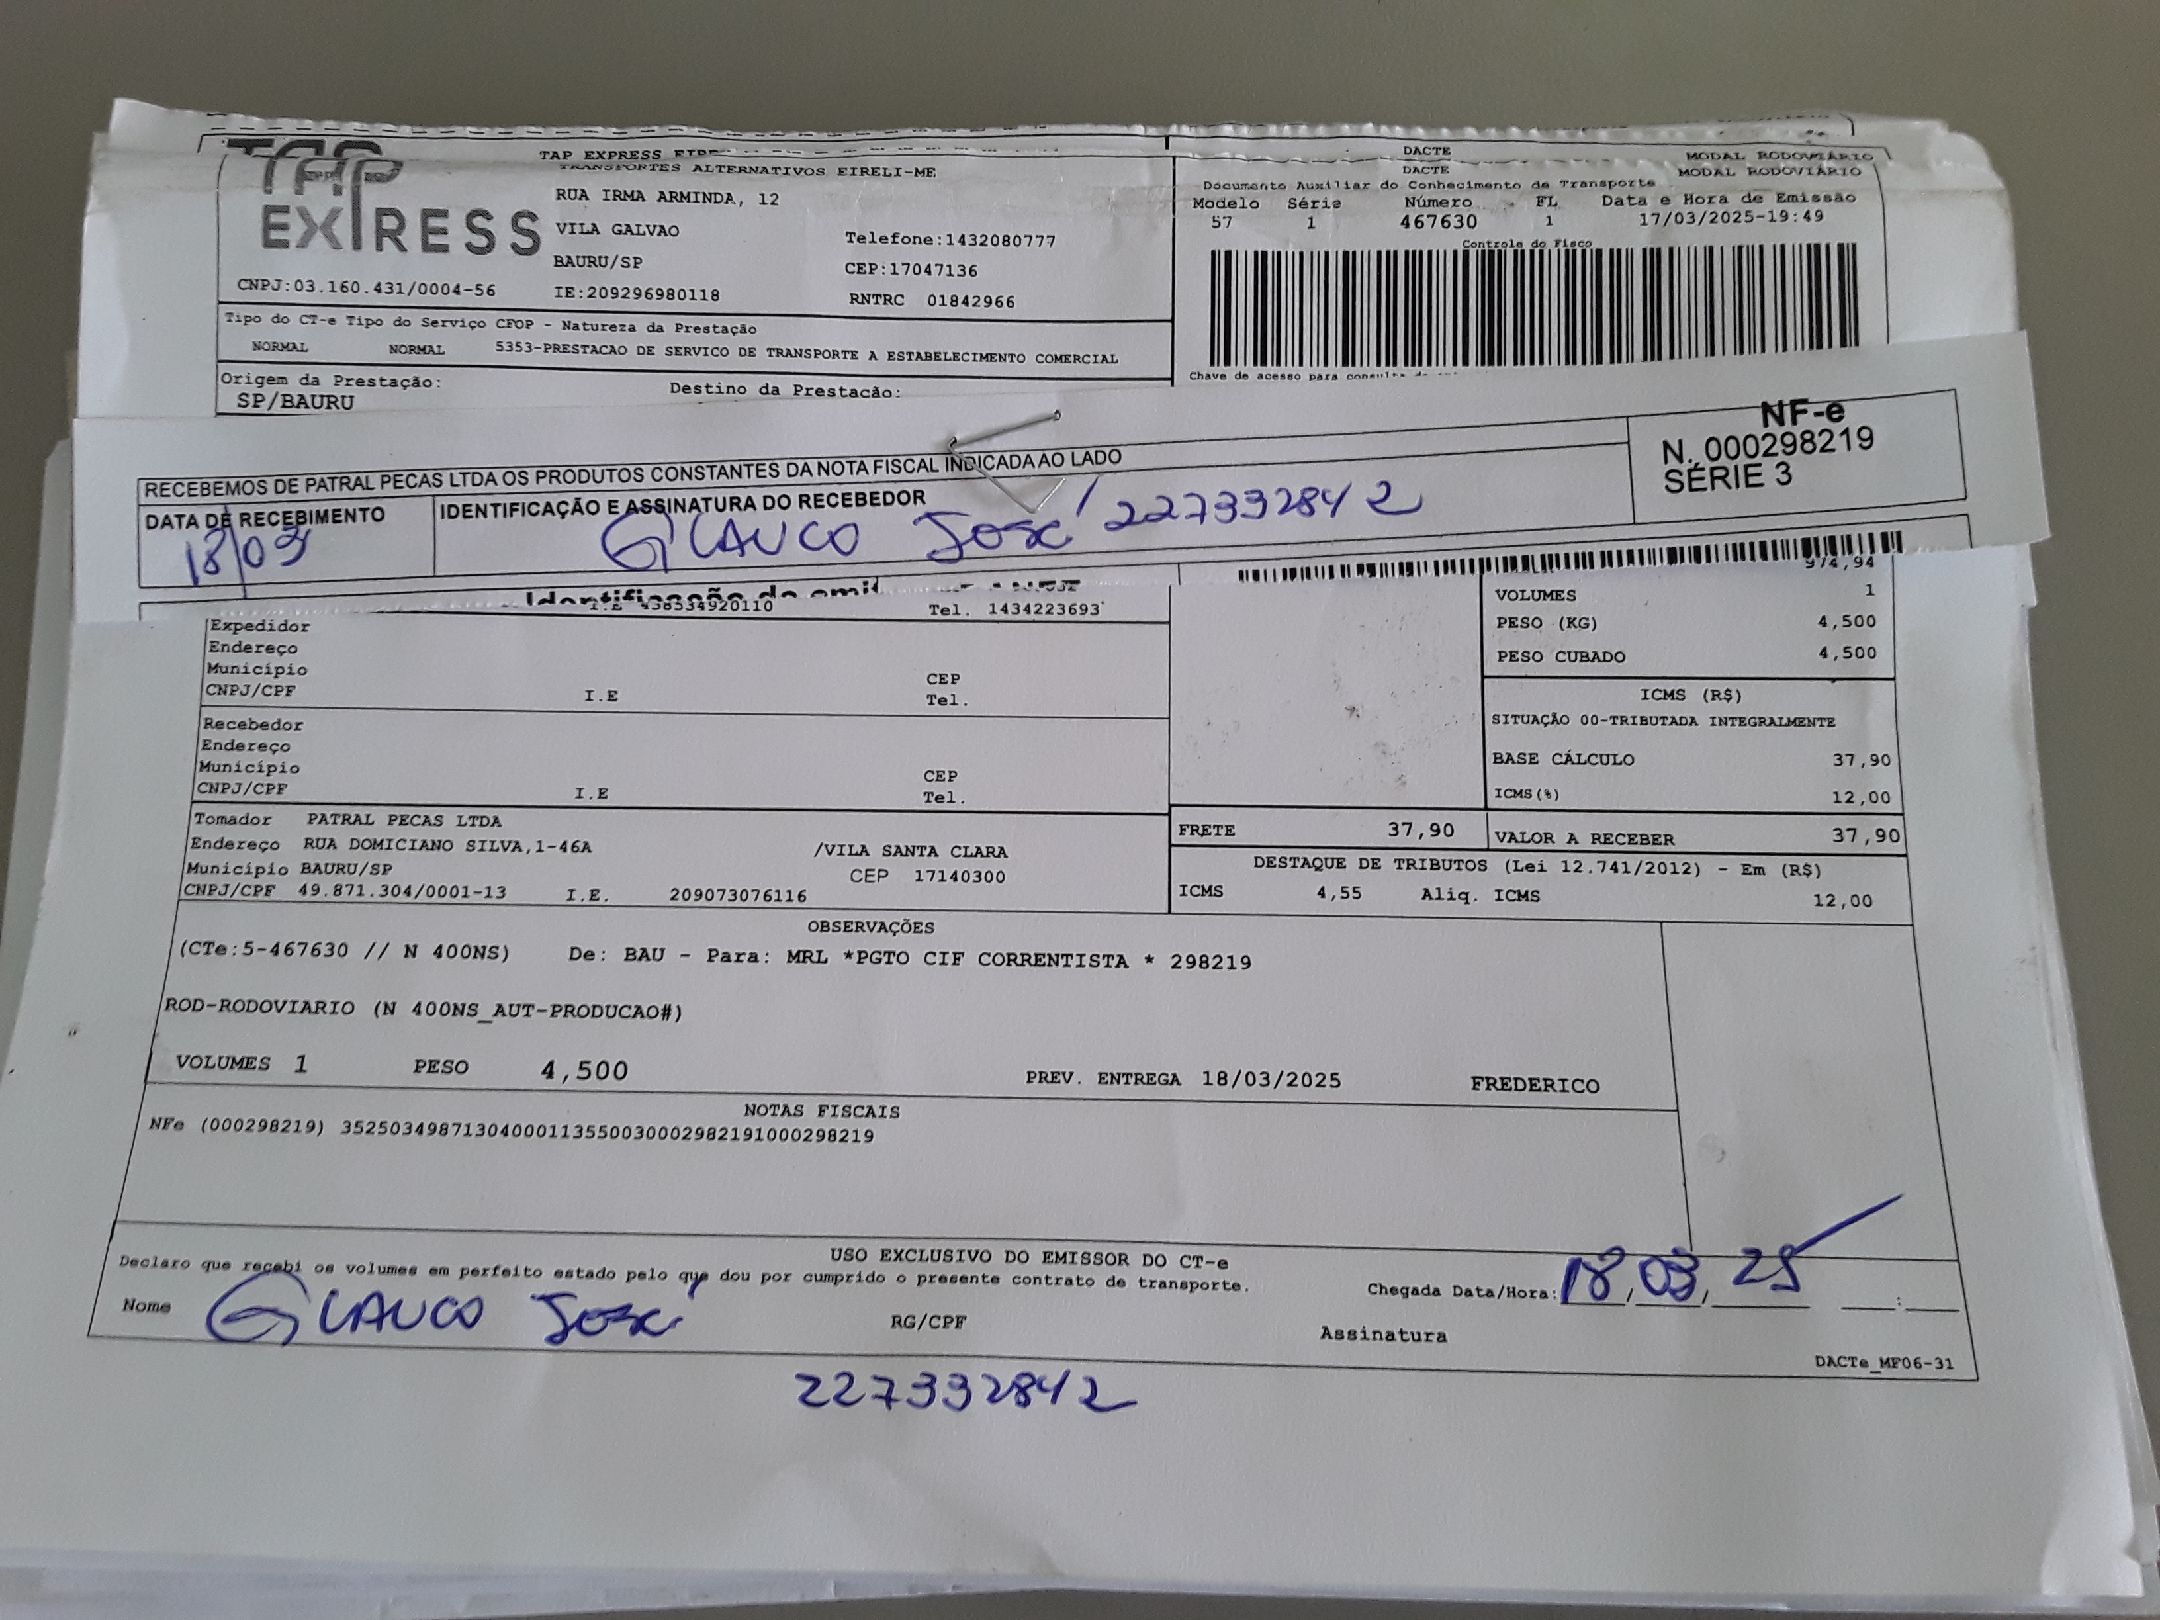 TAP EXPRESS
DACTE
MODAL RODOVIÁRIO
TAP
EXPRESS
TRANSPORTES ALTERNATIVOS EIRELI-ME
RUA IRMA ARMINDA, 12
VILA GALVAO
Telefone:1432080777
BAURU/SP
CEP:17047136
CNPJ:03.160.431/0004-56
IE:209296980118
RNTRC 01842966
DACTE
MODAL RODOVIÁRIO
Documento Auxiliar do Conhecimento de Transporte
Modelo Série Número FL Data e Hora de Emissão
57 1 467630 1 17/03/2025-19:49
Controle do Fisco
Tipo do CT-e Tipo do Serviço CFOP - Natureza da Prestação
NORMAL NORMAL 5353-PRESTACAO DE SERVICO DE TRANSPORTE A ESTABELECIMENTO COMERCIAL
Chave de acesso para consulta
Origem da Prestação: Destino da Prestação:
SP/BAURU
RECEBEMOS DE PATRAL PECAS LTDA OS PRODUTOS CONSTANTES DA NOTA FISCAL INDICADA AO LADO
DATA DE RECEBIMENTO
18/03
IDENTIFICAÇÃO E ASSINATURA DO RECEBEDOR
GLAUCO José 227332842
NF-e
N. 000298219
SÉRIE 3
Identificação do
I.E 438534920110 Tel. 1434223693
Expedidor
Endereço
Município CEP
CNPJ/CPF I.E Tel.
Recebedor
Endereço
Município CEP
CNPJ/CPF I.E Tel.
974,94
VOLUMES 1
PESO (KG) 4,500
PESO CUBADO 4,500
ICMS (R$)
SITUAÇÃO 00-TRIBUTADA INTEGRALMENTE
BASE CÁLCULO 37,90
ICMS(%) 12,00
Tomador PATRAL PECAS LTDA
Endereço RUA DOMICIANO SILVA,1-46A /VILA SANTA CLARA
Município BAURU/SP CEP 17140300
CNPJ/CPF 49.871.304/0001-13 I.E. 209073076116
FRETE 37,90 VALOR A RECEBER 37,90
DESTAQUE DE TRIBUTOS (Lei 12.741/2012) - Em (R$)
ICMS 4,55 Aliq. ICMS 12,00
OBSERVAÇÕES
(CTe:5-467630 // N 400NS) De: BAU - Para: MRL *PGTO CIF CORRENTISTA * 298219
ROD-RODOVIARIO (N 400NS_AUT-PRODUCAO#)
VOLUMES 1 PESO 4,500 PREV. ENTREGA 18/03/2025 FREDERICO
NOTAS FISCAIS
NFe (000298219) 35250349871304000113550030002982191000298219
USO EXCLUSIVO DO EMISSOR DO CT-e
Declaro que recebi os volumes em perfeito estado pelo que dou por cumprido o presente contrato de transporte.
Chegada Data/Hora: 18, 03, 25 :
Nome GLAUCO José RG/CPF Assinatura
227332842
DACTe_MF06-31